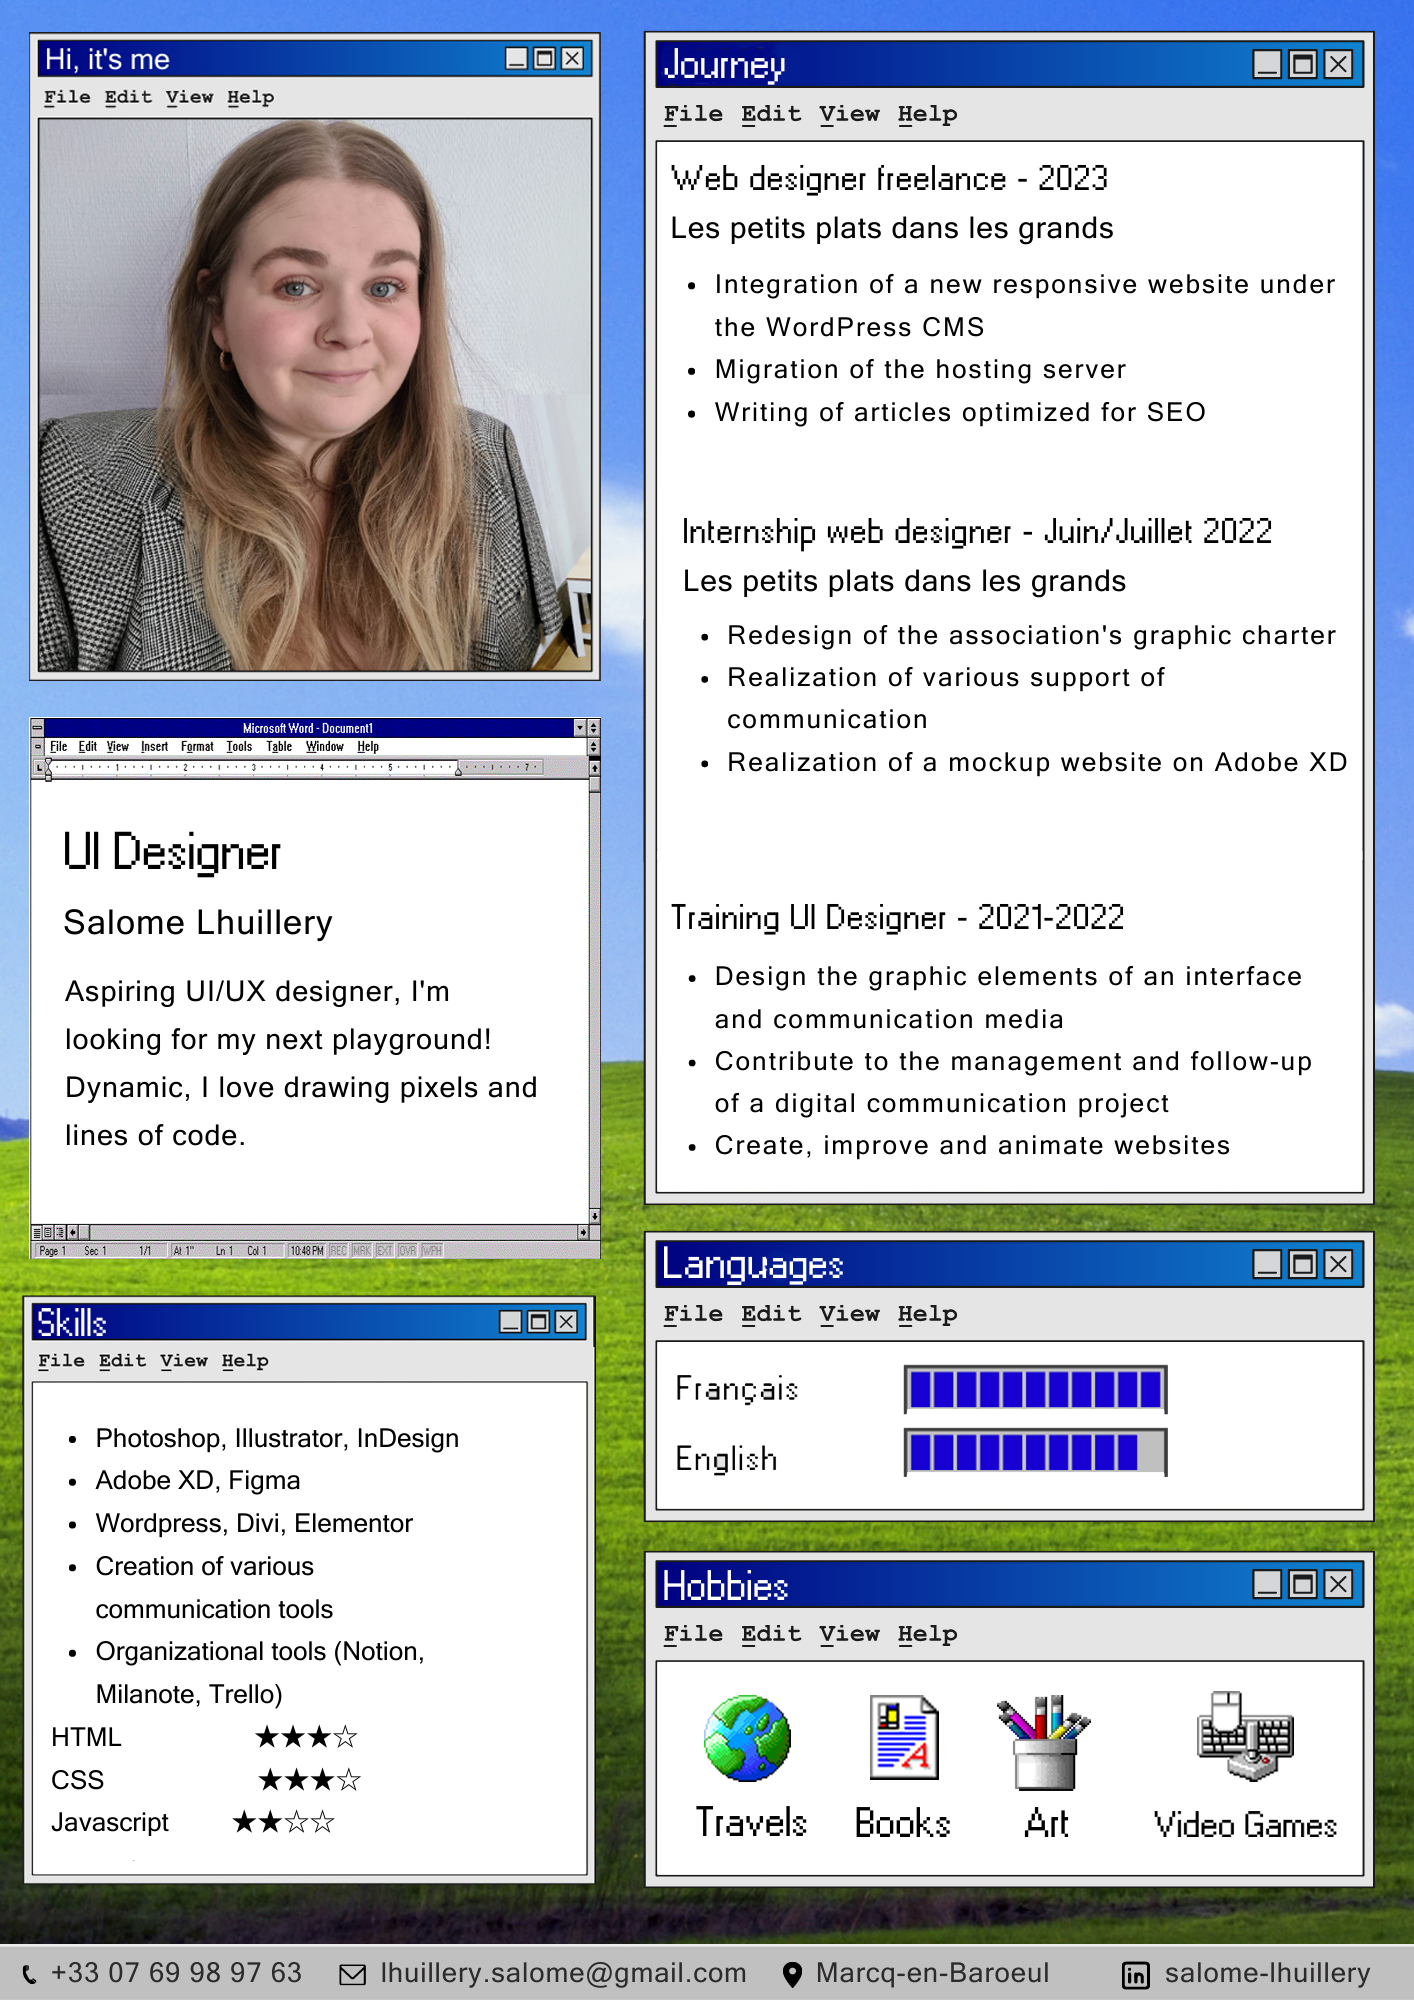 Hi, it's me
File Edit View Help
Microsoft Word - Document1
File Edit View Insert Format Tools Table Window Help
1 2 3 4 5 7
UI Designer
Salome Lhuillery
Aspiring UI/UX designer, I'm
looking for my next playground!
Dynamic, I love drawing pixels and
lines of code.
Page 1 Sec 1 1/1 At 1" Ln 1 Col 1 10:48 PM REC MRK EXT OVR WPH
Skills
File Edit View Help
• Photoshop, Illustrator, InDesign
• Adobe XD, Figma
• Wordpress, Divi, Elementor
• Creation of various
communication tools
• Organizational tools (Notion,
Milanote, Trello)
HTML ★★★☆
CSS ★★★☆
Javascript ★★☆☆
Journey
File Edit View Help
Web designer freelance - 2023
Les petits plats dans les grands
• Integration of a new responsive website under
the WordPress CMS
• Migration of the hosting server
• Writing of articles optimized for SEO
Internship web designer - Juin/Juillet 2022
Les petits plats dans les grands
• Redesign of the association's graphic charter
• Realization of various support of
communication
• Realization of a mockup website on Adobe XD
Training UI Designer - 2021-2022
• Design the graphic elements of an interface
and communication media
• Contribute to the management and follow-up
of a digital communication project
• Create, improve and animate websites
Languages
File Edit View Help
Français
English
Hobbies
File Edit View Help
Travels Books Art Video Games
+33 07 69 98 97 63 lhuillery.salome@gmail.com Marcq-en-Baroeul in salome-lhuillery